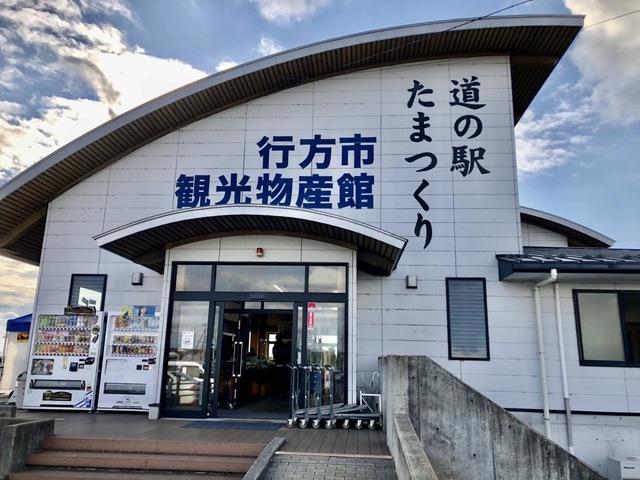 道の駅
たまつくり
行方市
観光物産館